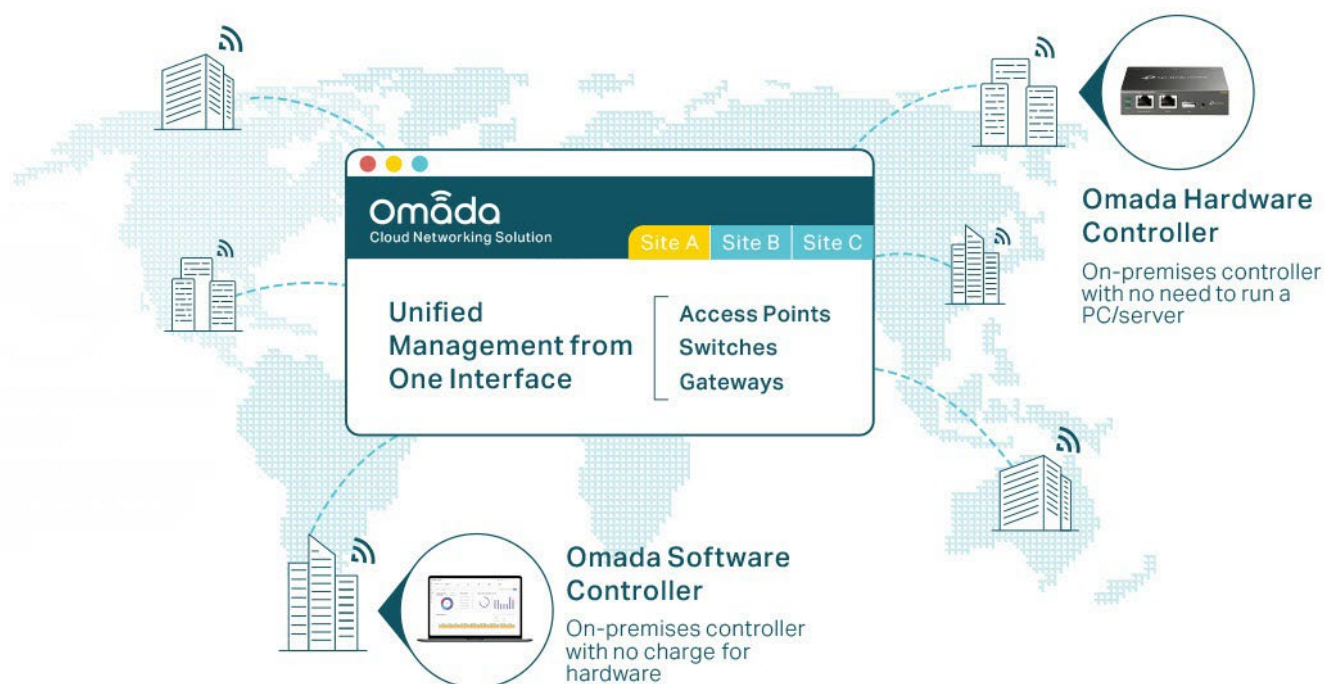 Omada
Cloud Networking Solution
Site A
Site B
Site C
Unified
Management from
One Interface
Access Points
Switches
Gateways
Omada Hardware
Controller
On-premises controller
with no need to run a
PC/server
Omada Software
Controller
On-premises controller
with no charge for
hardware